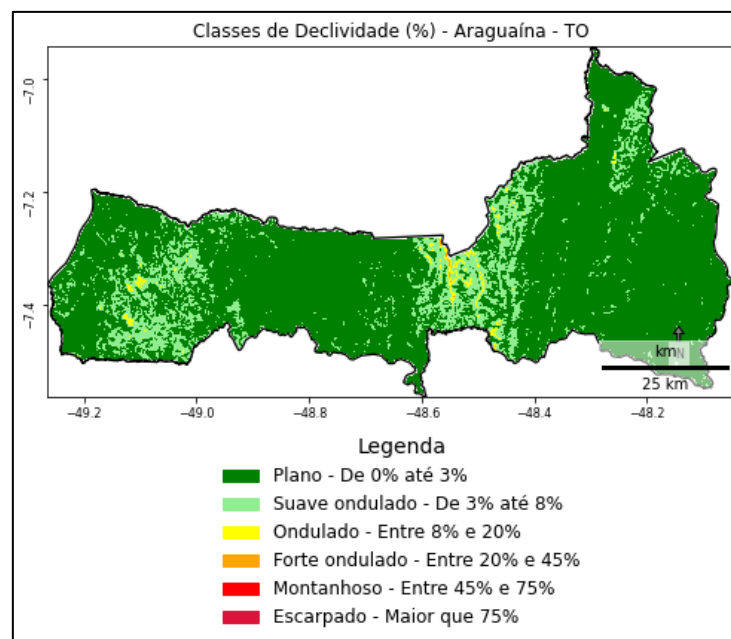 Classes de Declividade (%) - Araguaína - TO
−7.0
−7.2
−7.4
km
N
25 km
−49.2 −49.0 −48.8 −48.6 −48.4 −48.2
Legenda
Plano - De 0% até 3%
Suave ondulado - De 3% até 8%
Ondulado - Entre 8% e 20%
Forte ondulado - Entre 20% e 45%
Montanhoso - Entre 45% e 75%
Escarpado - Maior que 75%